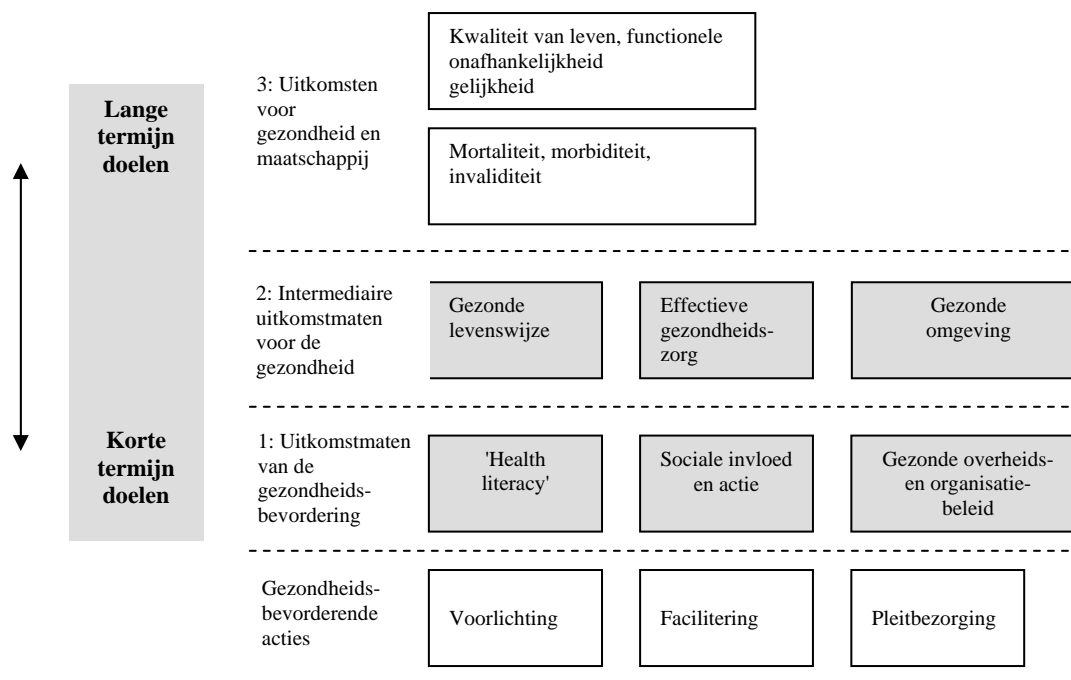 Lange
termijn
doelen
Korte
termijn
doelen
3: Uitkomsten
voor
gezondheid en
maatschappij
Kwaliteit van leven, functionele
onafhankelijkheid
gelijkheid
Mortaliteit, morbiditeit,
invaliditeit
2: Intermediaire
uitkomstmaten
voor de
gezondheid
Gezonde
levenswijze
Effectieve
gezondheids-
zorg
Gezonde
omgeving
1: Uitkomstmaten
van de
gezondheids-
bevordering
'Health
literacy'
Sociale invloed
en actie
Gezonde overheids-
en organisatie-
beleid
Gezondheids-
bevorderende
acties
Voorlichting
Facilitering
Pleitbezorging